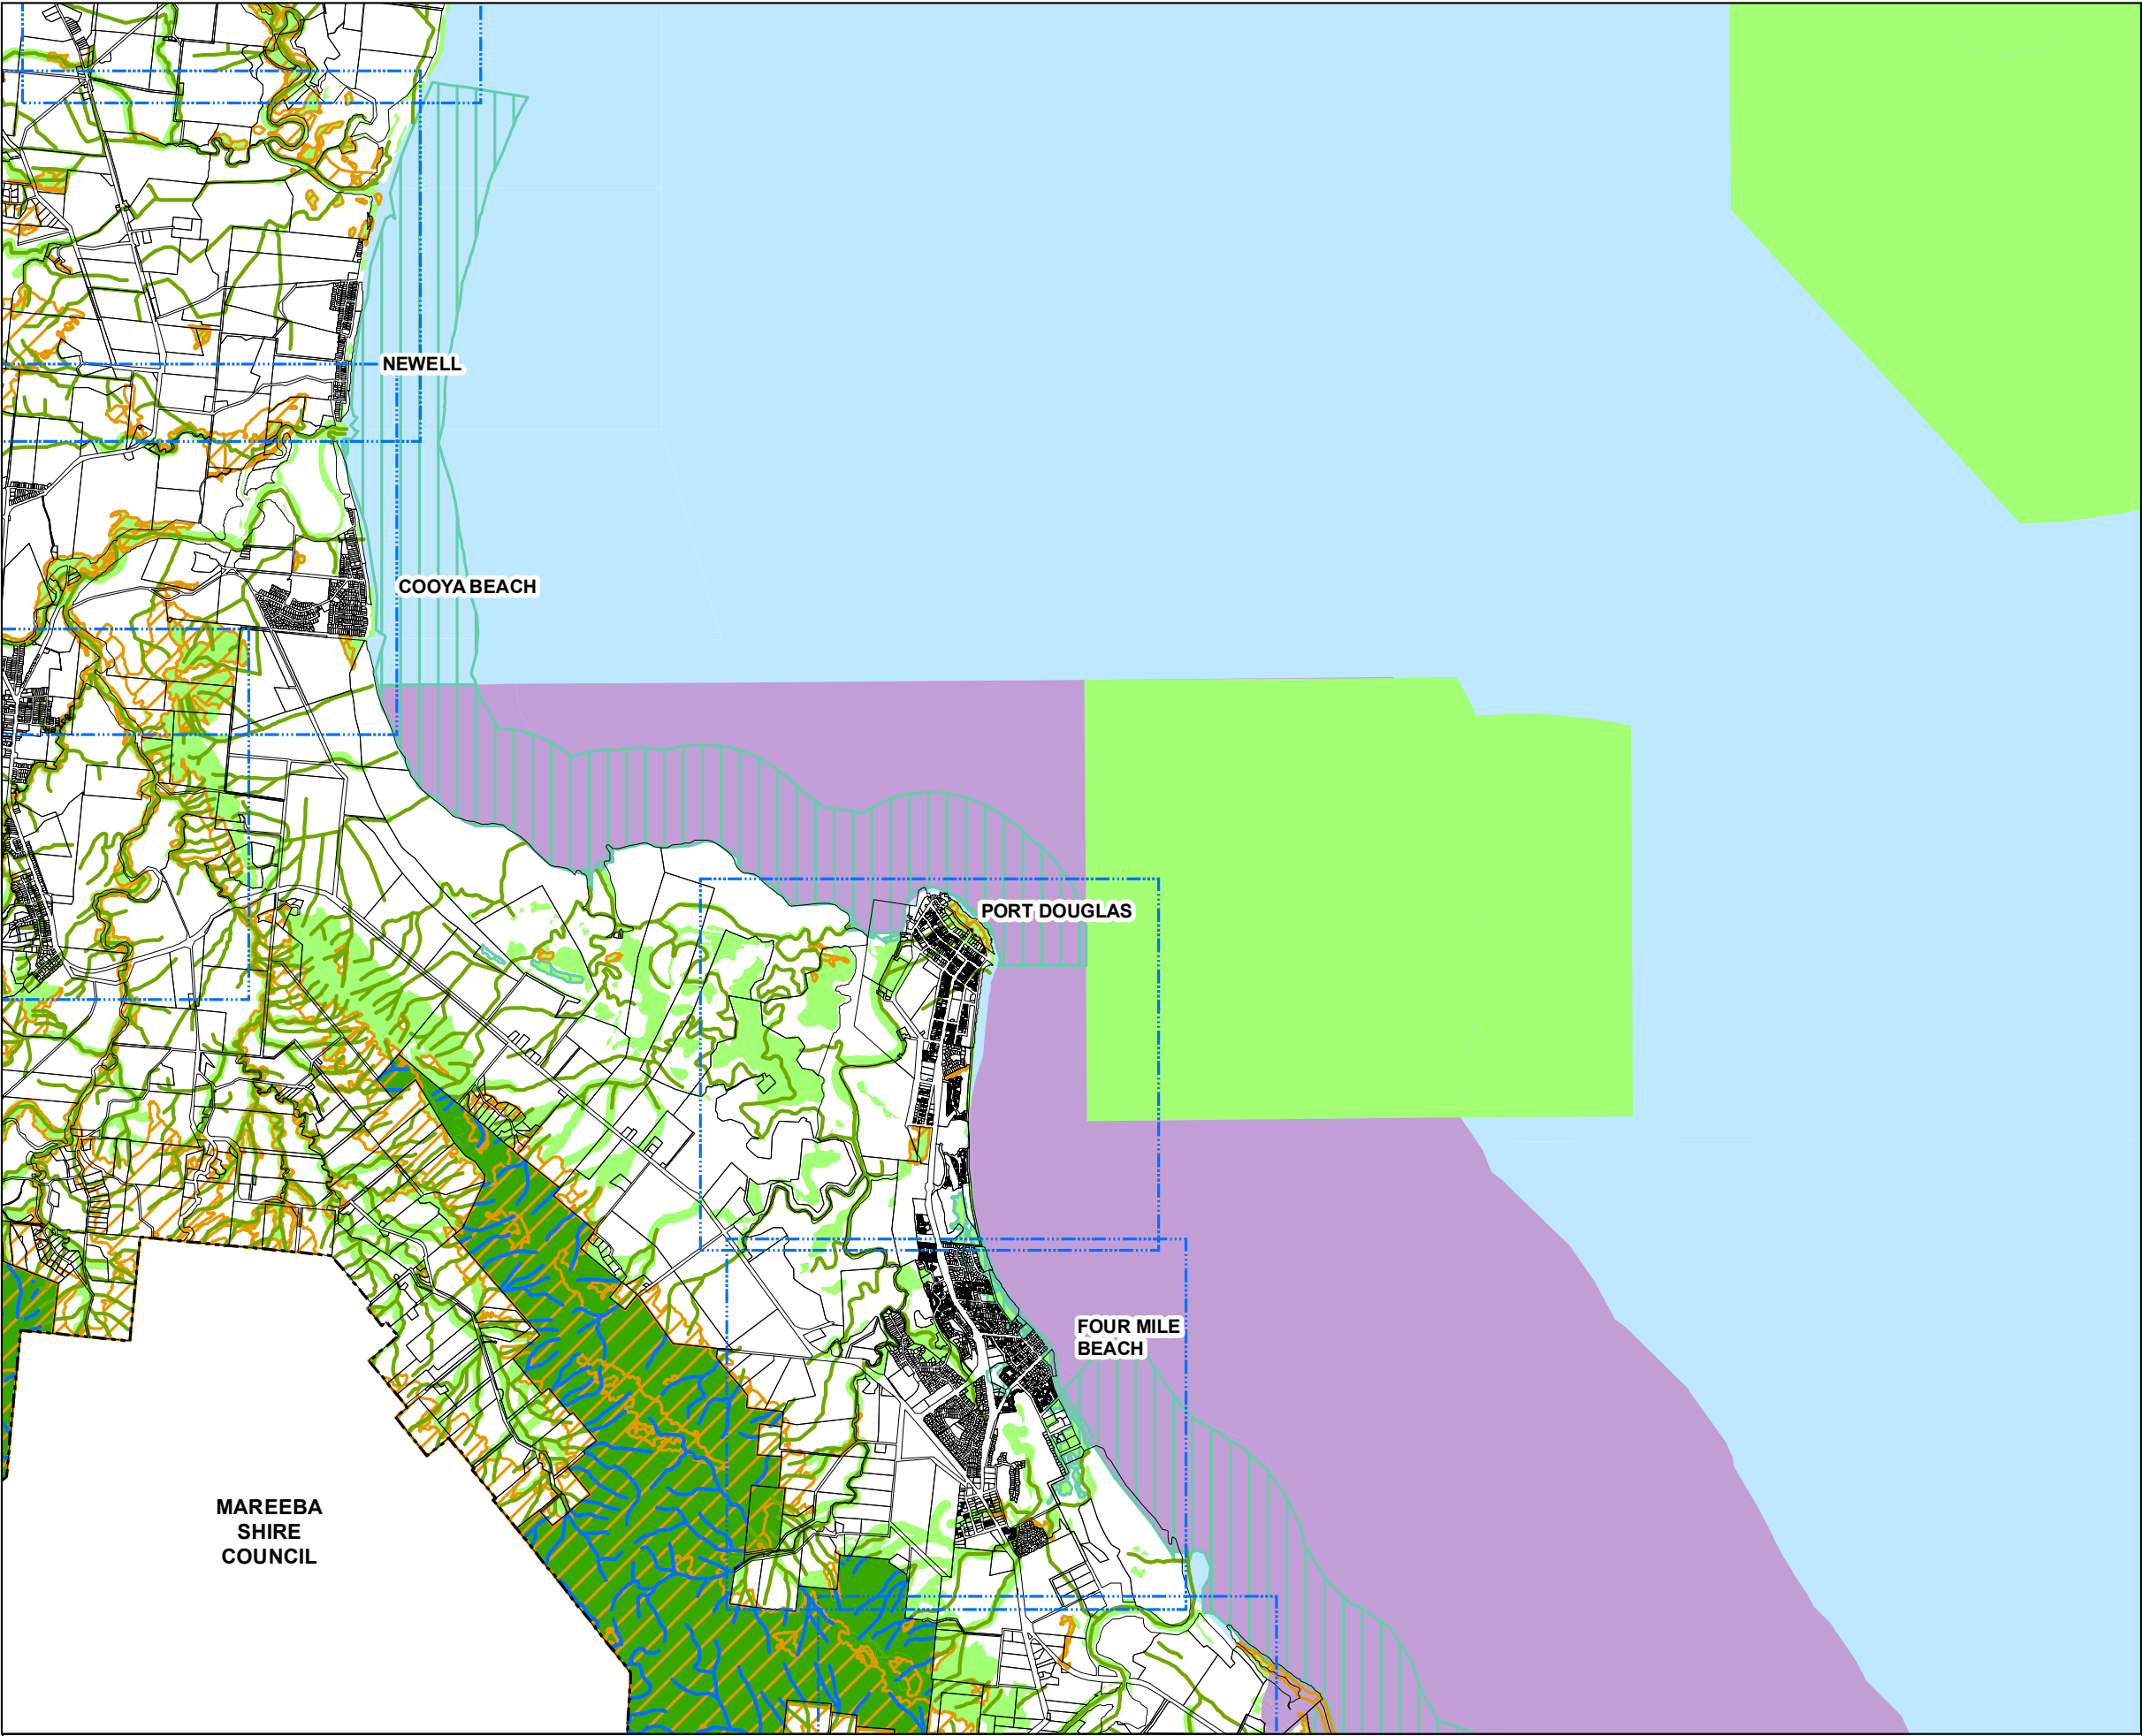 NEWELL
COOYA BEACH
PORT DOUGLAS
FOUR MILE
BEACH
MAREEBA
SHIRE
COUNCIL